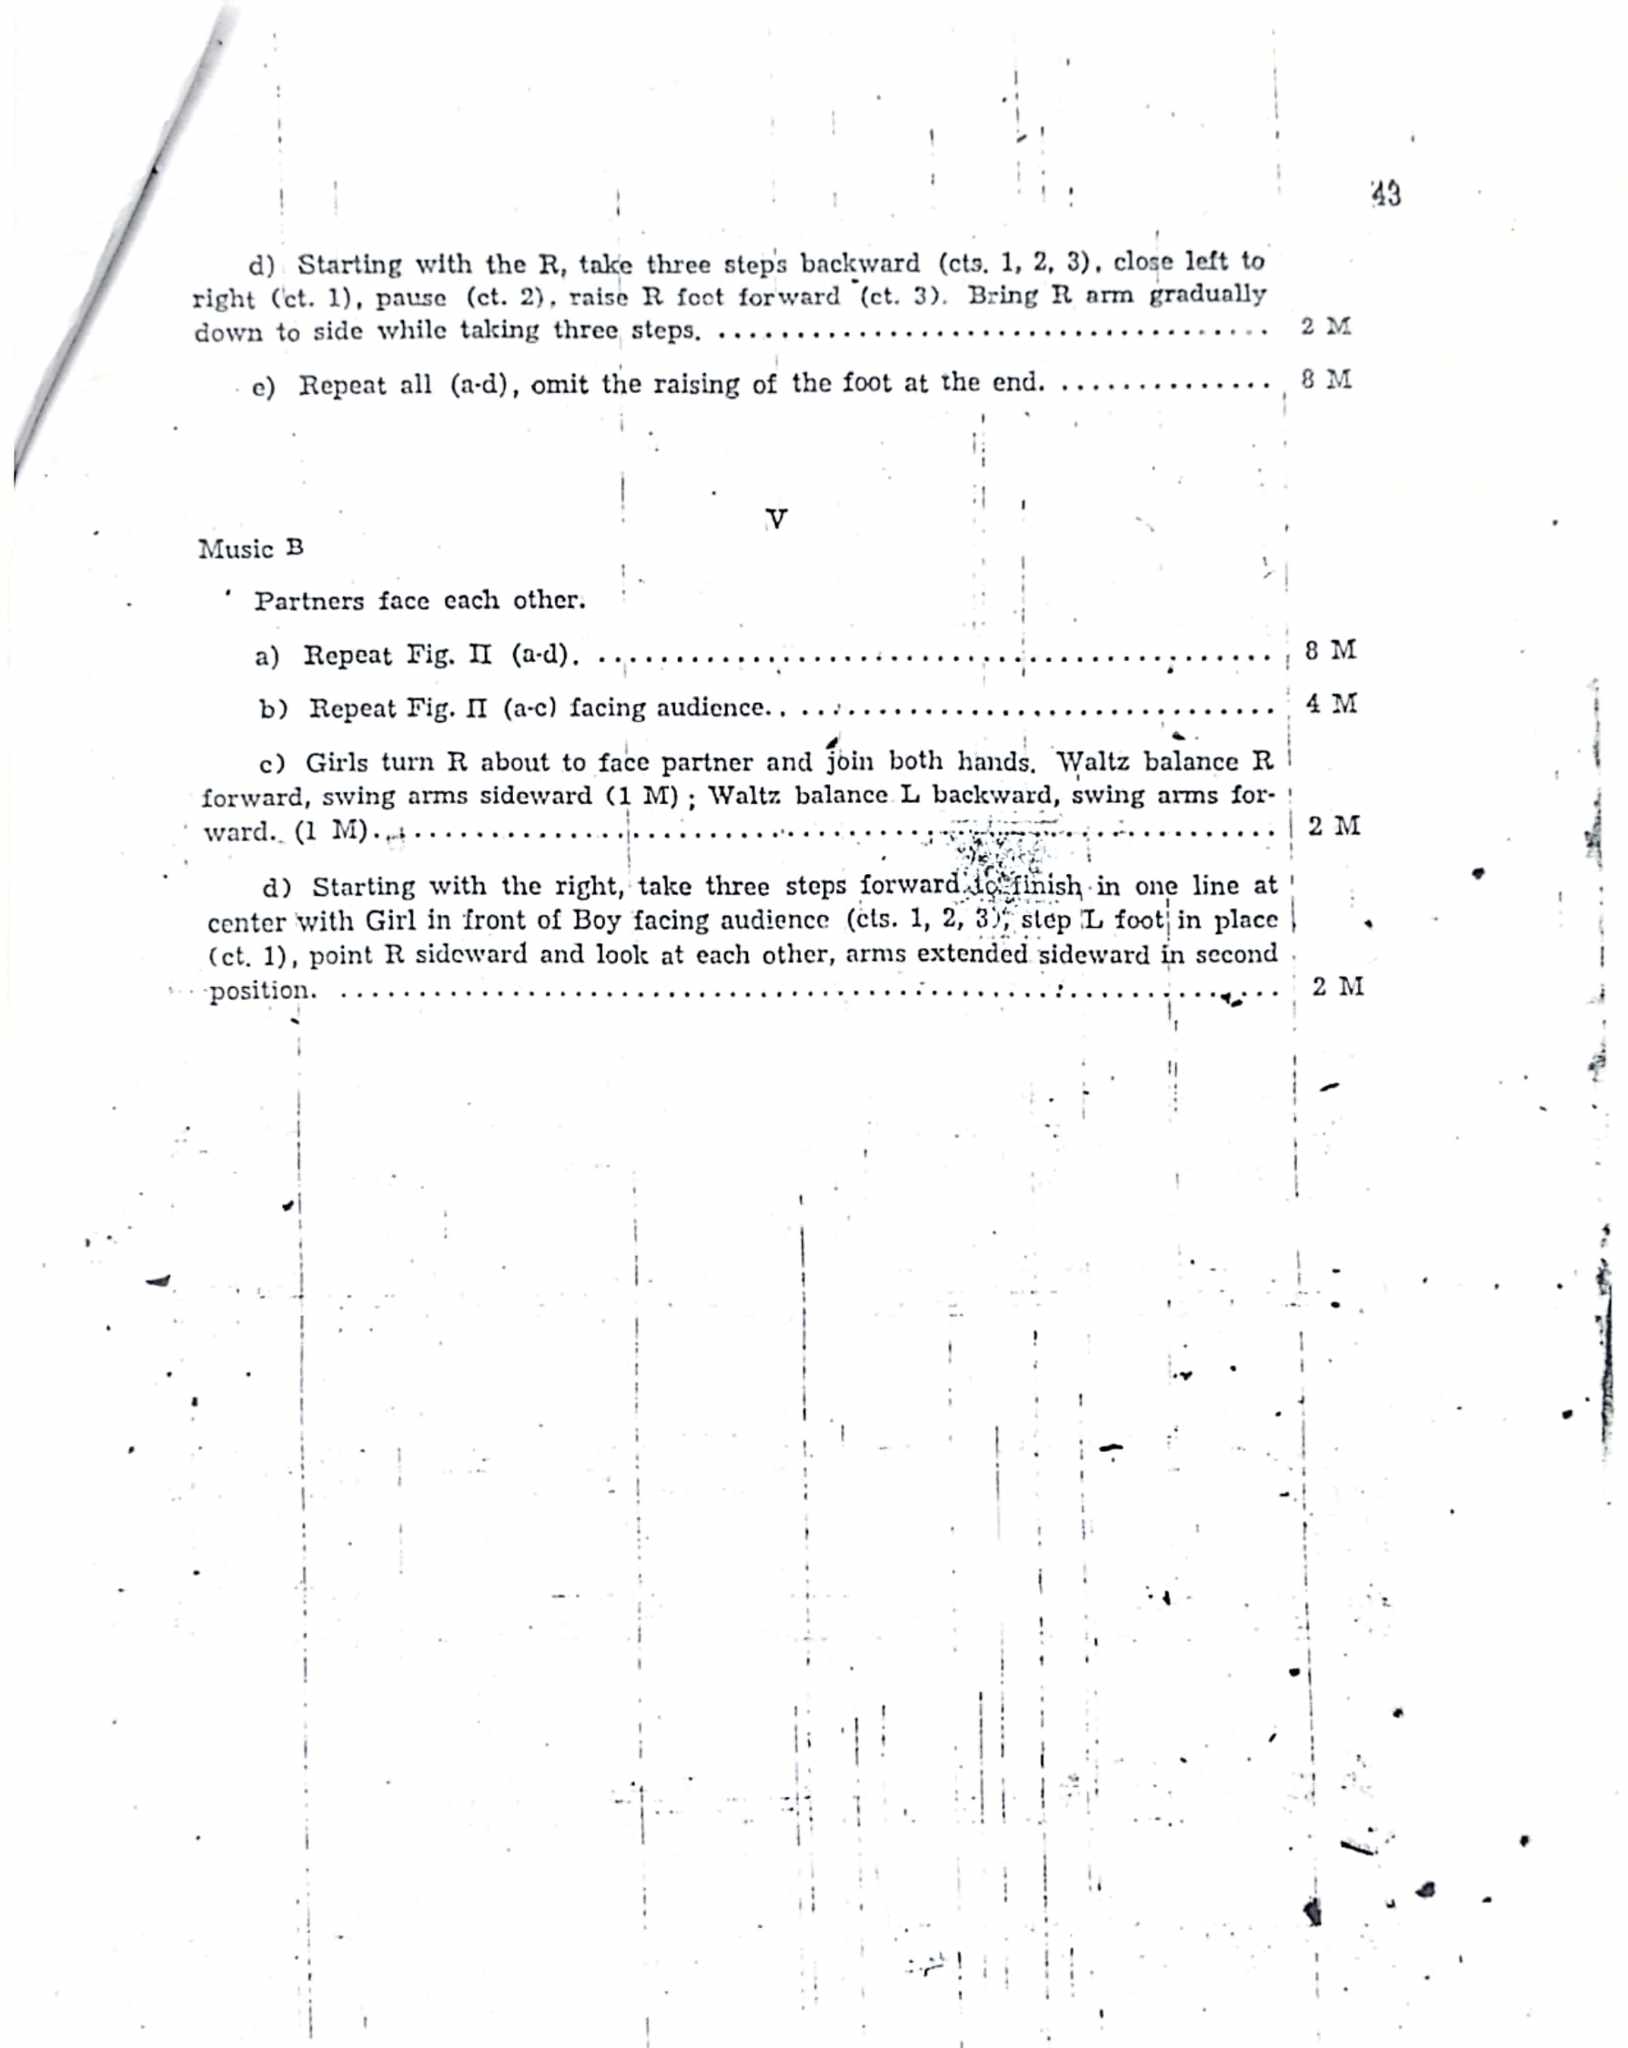 43
d) Starting with the R, take three steps backward (cts. 1, 2, 3), close left to
right (ct. 1), pause (ct. 2), raise R foot forward (ct. 3). Bring R arm gradually
down to side while taking three steps. .................................... 2 M
e) Repeat all (a-d), omit the raising of the foot at the end. .............. 8 M
V
Music B
Partners face each other.
a) Repeat Fig. II (a-d). ............................................ 8 M
b) Repeat Fig. II (a-c) facing audience. ............................... 4 M
c) Girls turn R about to face partner and join both hands. Waltz balance R
forward, swing arms sideward (1 M) ; Waltz balance L backward, swing arms for-
ward. (1 M). ......................................................... 2 M
d) Starting with the right, take three steps forward to finish in one line at
center with Girl in front of Boy facing audience (cts. 1, 2, 3), step L foot in place
(ct. 1), point R sideward and look at each other, arms extended sideward in second
position. ............................................................. 2 M